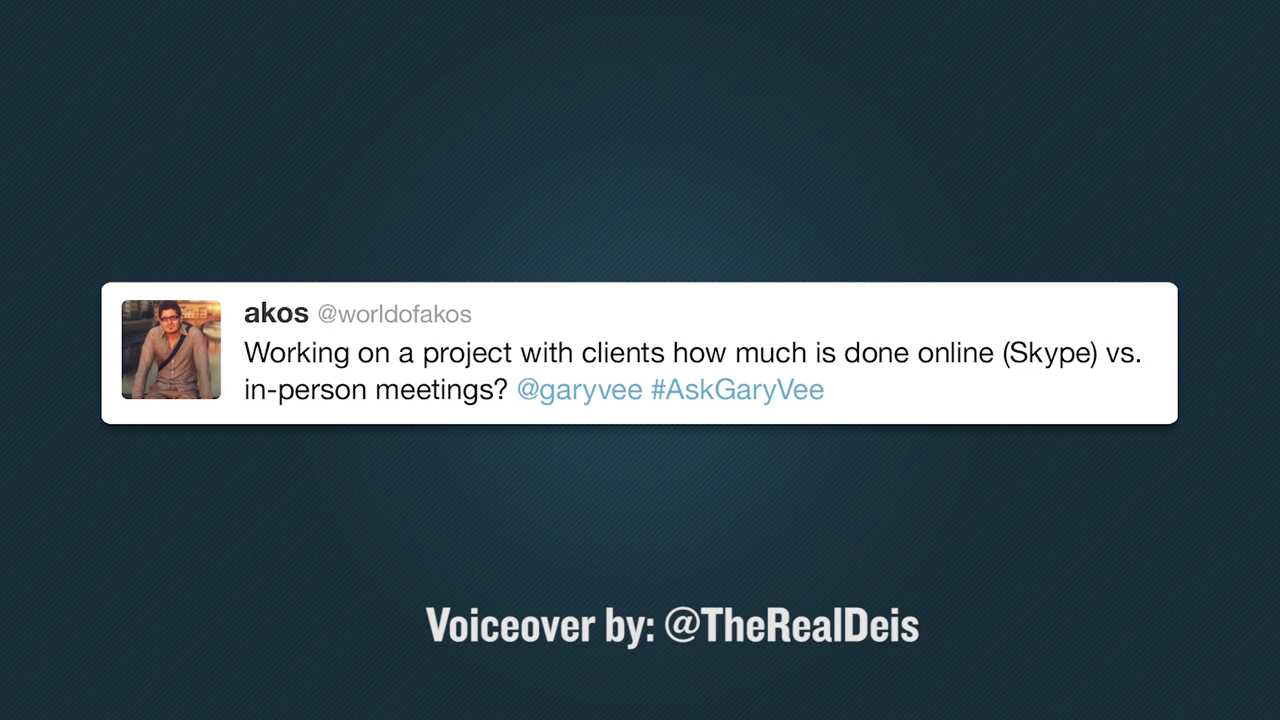 akos @worldofakos
Working on a project with clients how much is done online (Skype) vs.
in-person meetings? @garyvee #AskGaryVee
Voiceover by: @TheRealDeis